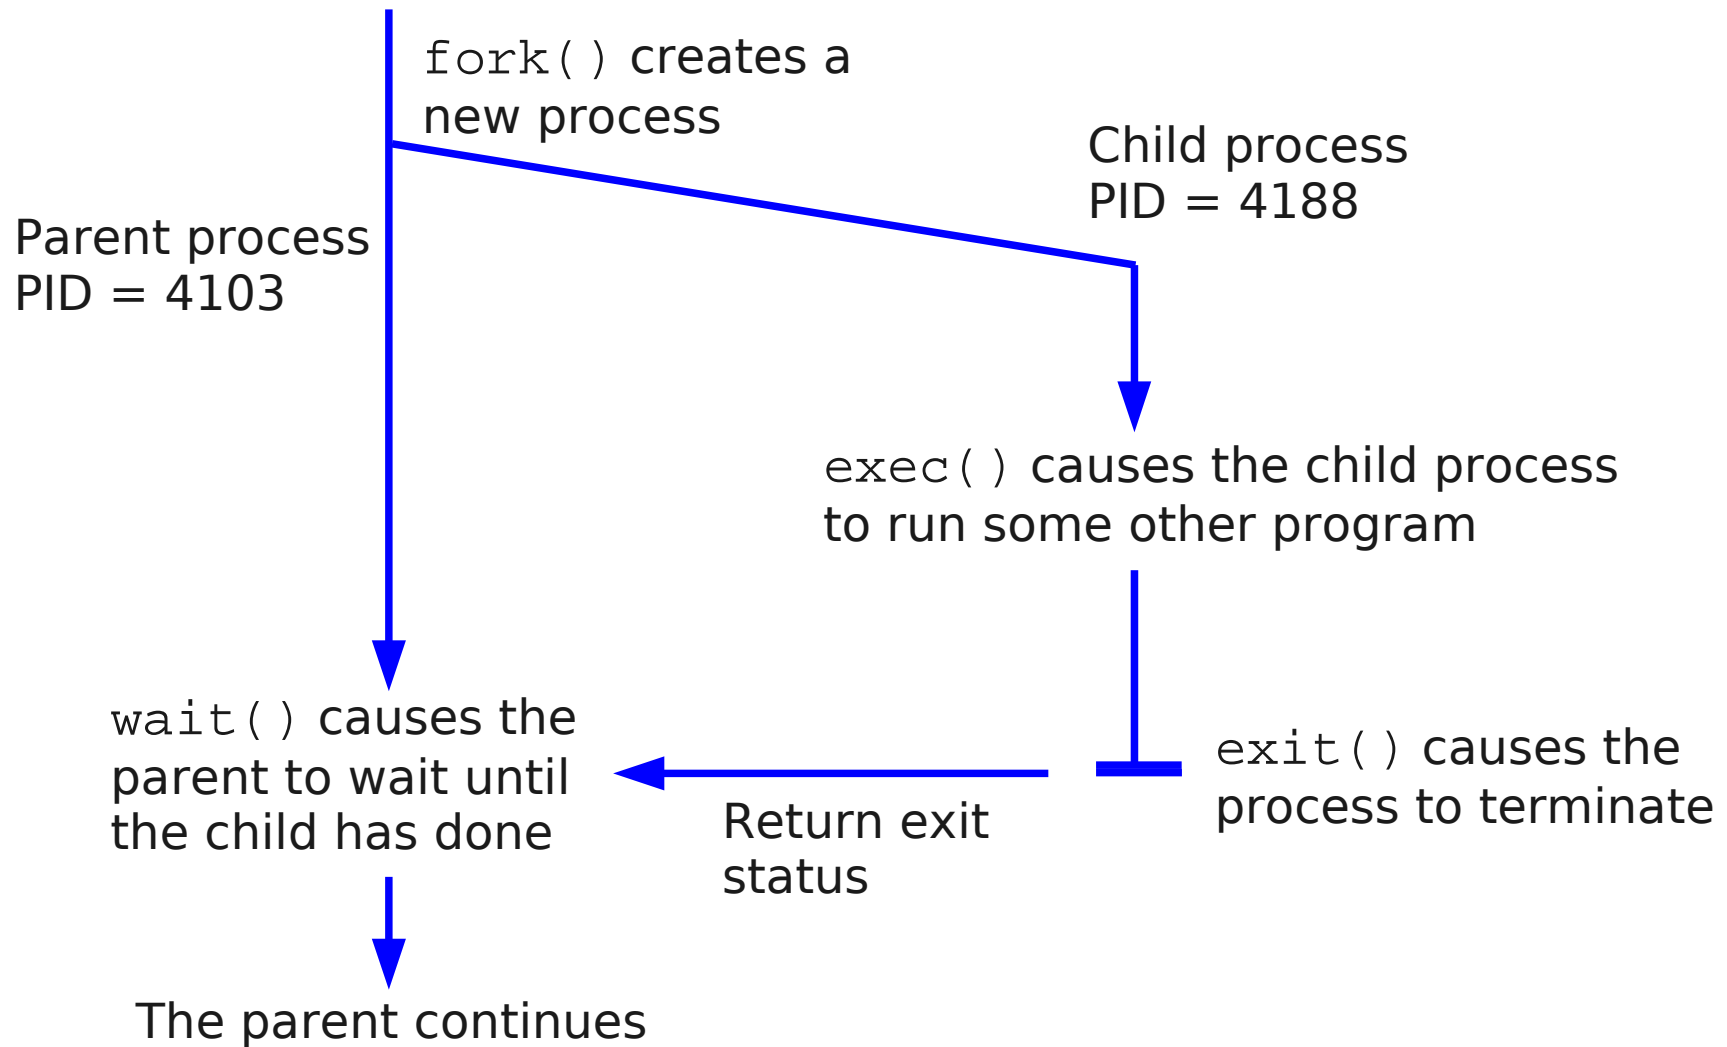 fork() creates a
new process
Child process
PID = 4188
Parent process
PID = 4103
exec() causes the child process
to run some other program
wait() causes the
parent to wait until
the child has done
exit() causes the
process to terminate
Return exit
status
The parent continues